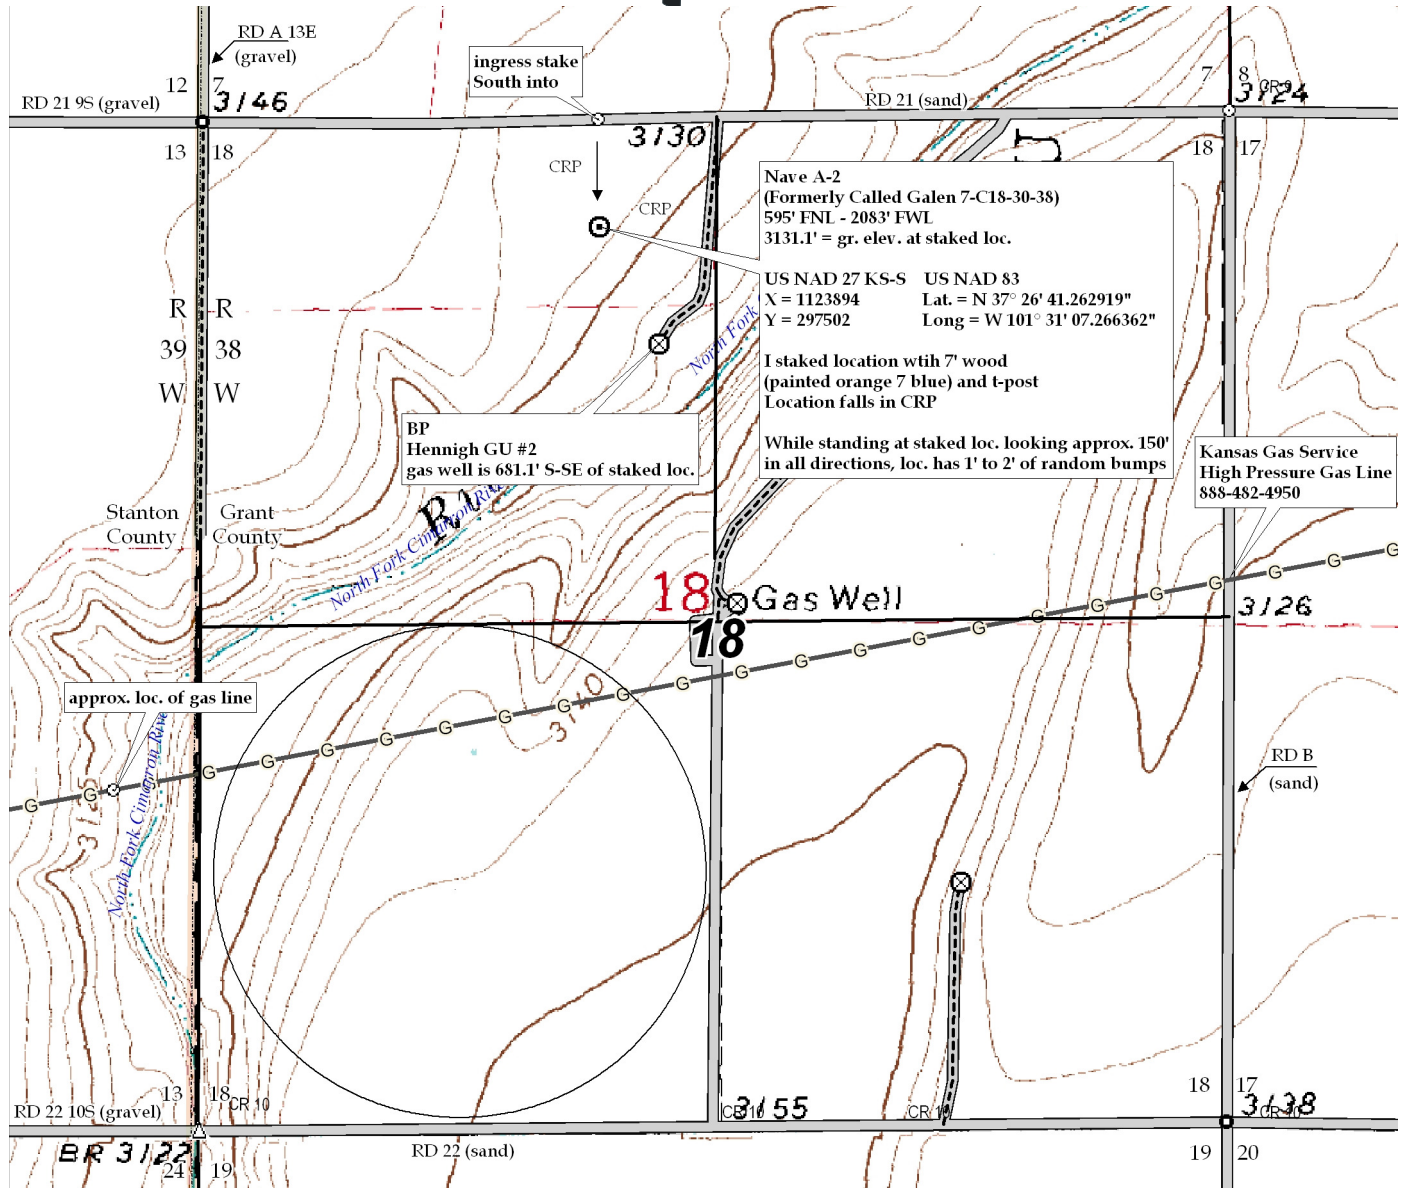 RD A 13E
(gravel)
ingress stake
South into
12
7
7
8
CR 9
RD 21 9S (gravel)
3146
RD 21 (sand)
3124
3130
13
18
18
17
CRP
CRP
Nave A-2
(Formerly Called Galen 7-C18-30-38)
595' FNL - 2083' FWL
3131.1' = gr. elev. at staked loc.
US NAD 27 KS-S US NAD 83
X = 1123894 Lat. = N 37° 26' 41.262919"
Y = 297502 Long = W 101° 31' 07.266362"
I staked location wtih 7' wood
(painted orange 7 blue) and t-post
Location falls in CRP
While standing at staked loc. looking approx. 150'
in all directions, loc. has 1' to 2' of random bumps
R R
39 38
W W
North Fork
BP
Hennigh GU #2
gas well is 681.1' S-SE of staked loc.
Kansas Gas Service
High Pressure Gas Line
888-482-4950
Stanton
County
Grant
County
North Fork Cimarron River
18
Gas Well
18
3126
approx. loc. of gas line
3140
G G G G G G G G G G G G G G G G G G G G G G G G
RD B
(sand)
3125
North Fork Cimarron River
13
18
CR 10
18
17
RD 22 10S (gravel)
CR 10
3155
CR 10
3138
CR 10
BR 3122
RD 22 (sand)
24
19
19
20